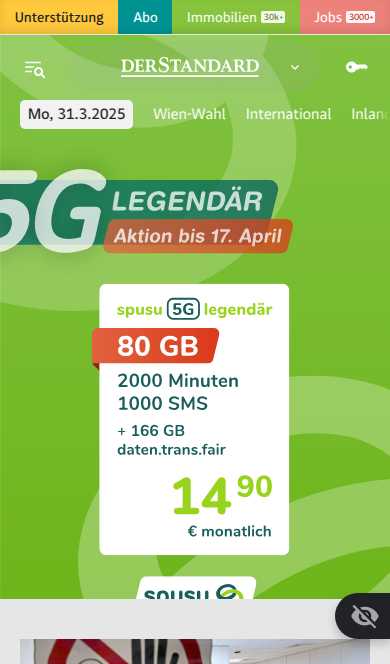 Unterstützung Abo Immobilien 30k+ Jobs 3000+
DERSTANDARD
Mo, 31.3.2025 Wien-Wahl International Inland
5G LEGENDÄR
Aktion bis 17. April
spusu 5G legendär
80 GB
2000 Minuten
1000 SMS
+ 166 GB
daten.trans.fair
14 90
€ monatlich
spusu